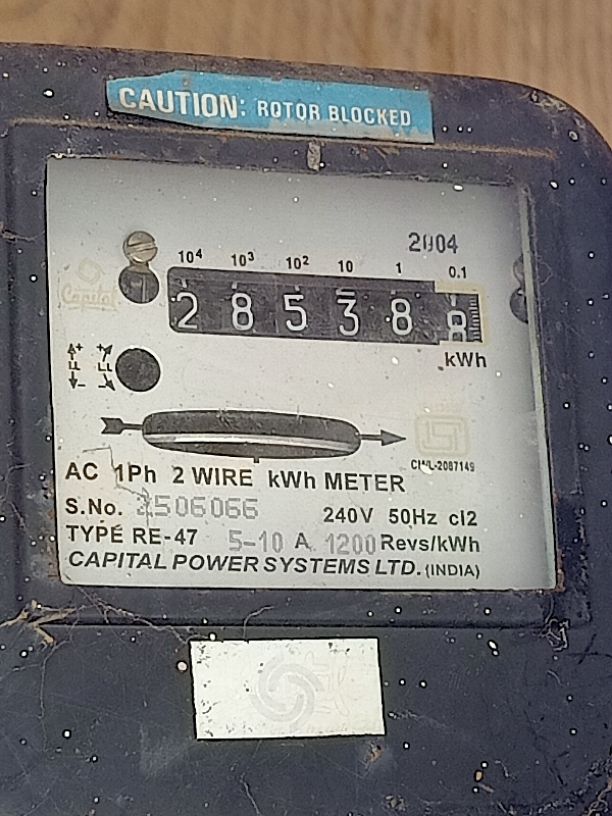 CAUTION: ROTOR BLOCKED
2004
10⁴ 10³ 10² 10 1 0.1
Capital
2 8 5 3 8 8
kWh
AC 1Ph 2 WIRE kWh METER
S.No. 2506066
240V 50Hz cl2
TYPE RE-47 5-10 A 1200 Revs/kWh
CAPITAL POWER SYSTEMS LTD. (INDIA)